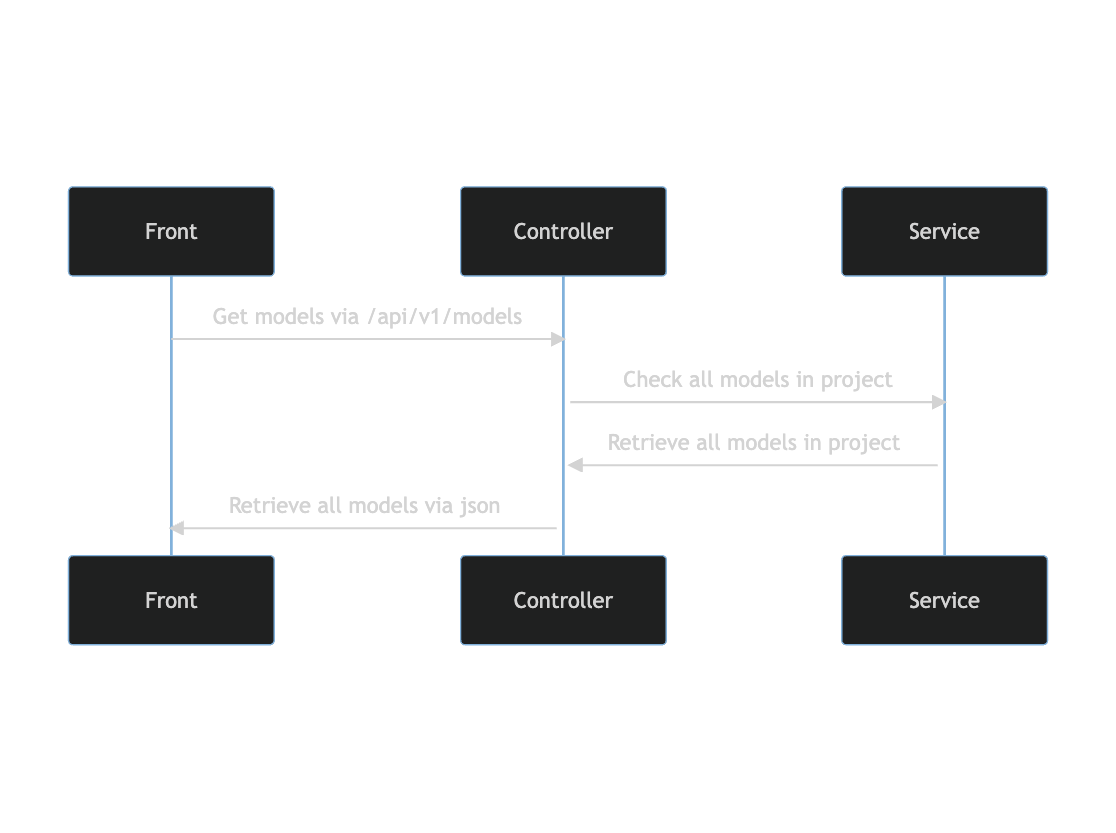 Front
Controller
Service
Get models via /api/v1/models
Check all models in project
Retrieve all models in project
Retrieve all models via json
Front
Controller
Service